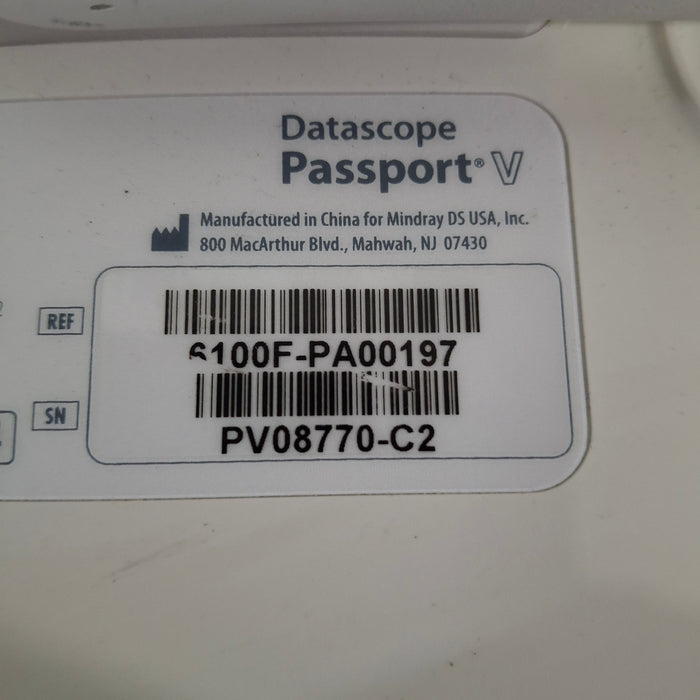 Datascope
Passport® V
Manufactured in China for Mindray DS USA, Inc.
800 MacArthur Blvd., Mahwah, NJ 07430
REF
6100F-PA00197
SN
PV08770-C2